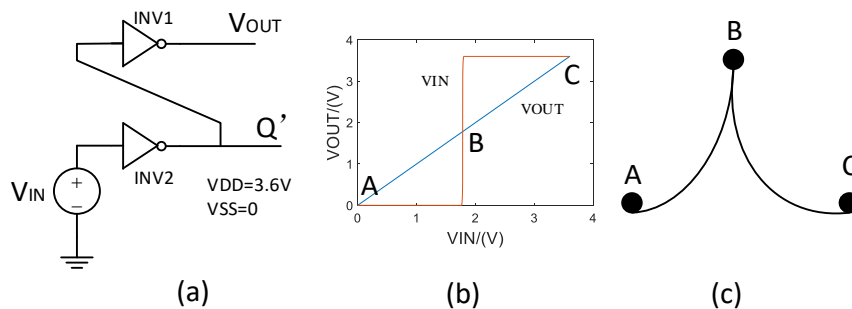 INV1
VOUT
Q’
INV2
VIN
+
−
VDD=3.6V
VSS=0
(a)
4
3
2
1
0
VOUT/(V)
VIN
VOUT
A
B
C
0
1
2
3
4
VIN/(V)
(b)
B
A
C
(c)